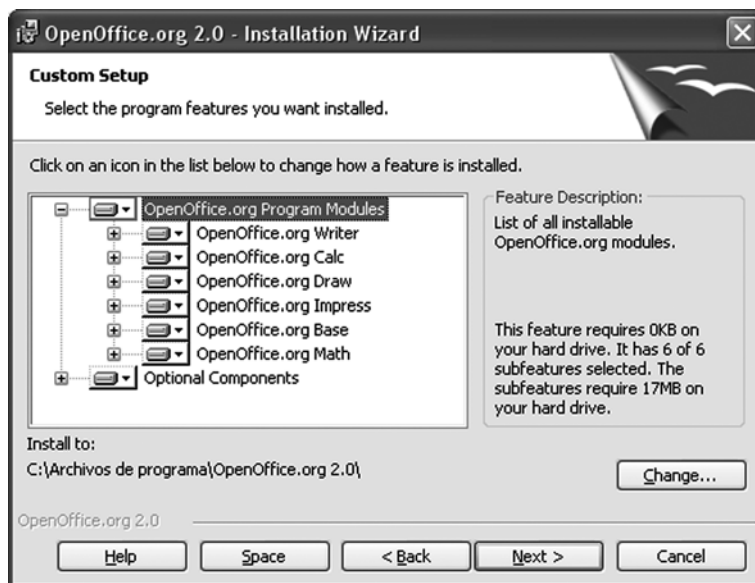 OpenOffice.org 2.0 - Installation Wizard
Custom Setup
Select the program features you want installed.
Click on an icon in the list below to change how a feature is installed.
OpenOffice.org Program Modules
OpenOffice.org Writer
OpenOffice.org Calc
OpenOffice.org Draw
OpenOffice.org Impress
OpenOffice.org Base
OpenOffice.org Math
Optional Components
Feature Description:
List of all installable
OpenOffice.org modules.
This feature requires 0KB on
your hard drive. It has 6 of 6
subfeatures selected. The
subfeatures require 17MB on
your hard drive.
Install to:
C:\Archivos de programa\OpenOffice.org 2.0\
Change...
OpenOffice.org 2.0
Help
Space
< Back
Next >
Cancel